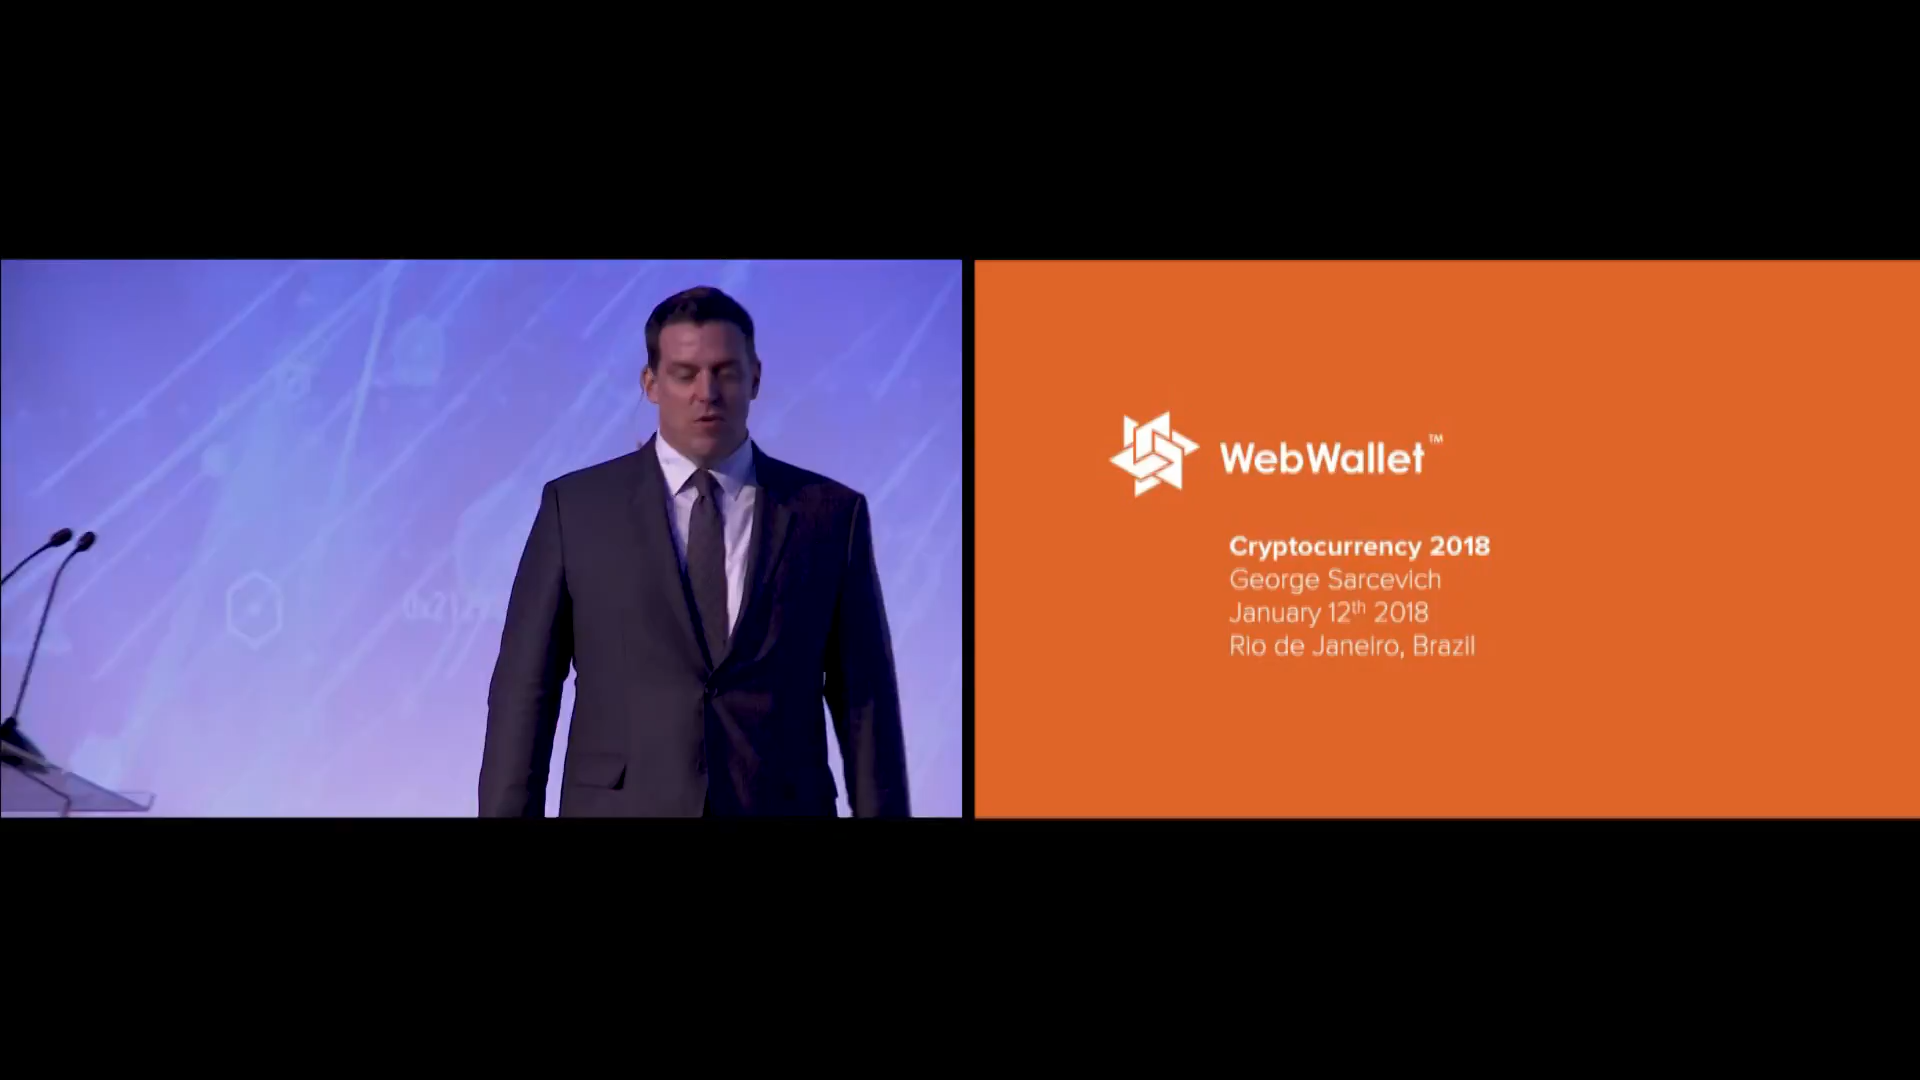 WebWallet™
Cryptocurrency 2018
George Sarcevich
January 12th 2018
Rio de Janeiro, Brazil